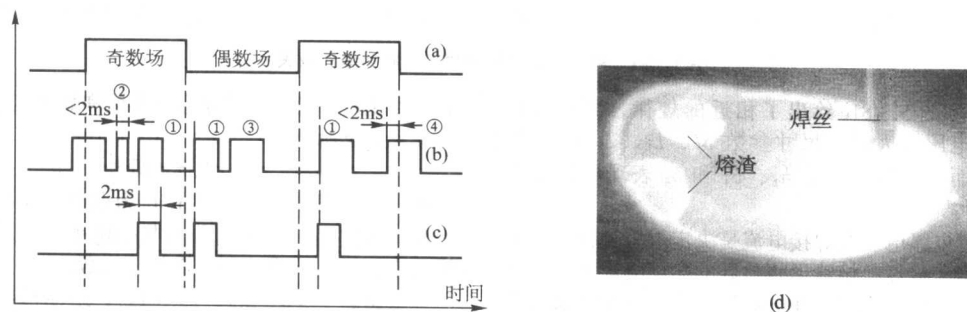 奇数场 偶数场 奇数场 (a)
② <2ms ① ① ③ ① <2ms ④ (b)
2ms (c)
时间
焊丝
熔渣
(d)